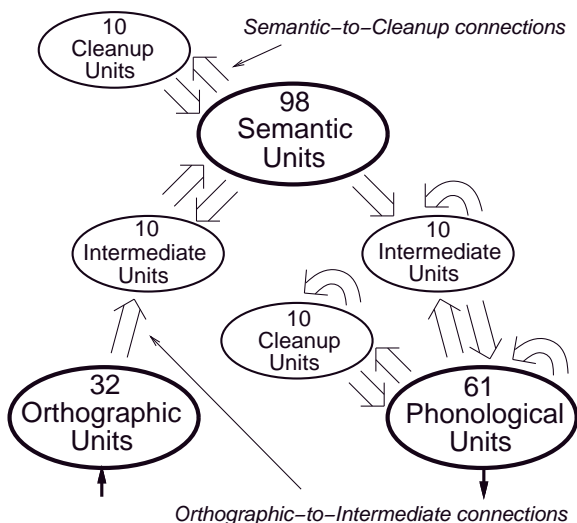 10
Cleanup
Units
Semantic-to-Cleanup connections
98
Semantic
Units
10
Intermediate
Units
10
Intermediate
Units
10
Cleanup
Units
32
Orthographic
Units
61
Phonological
Units
Orthographic-to-Intermediate connections